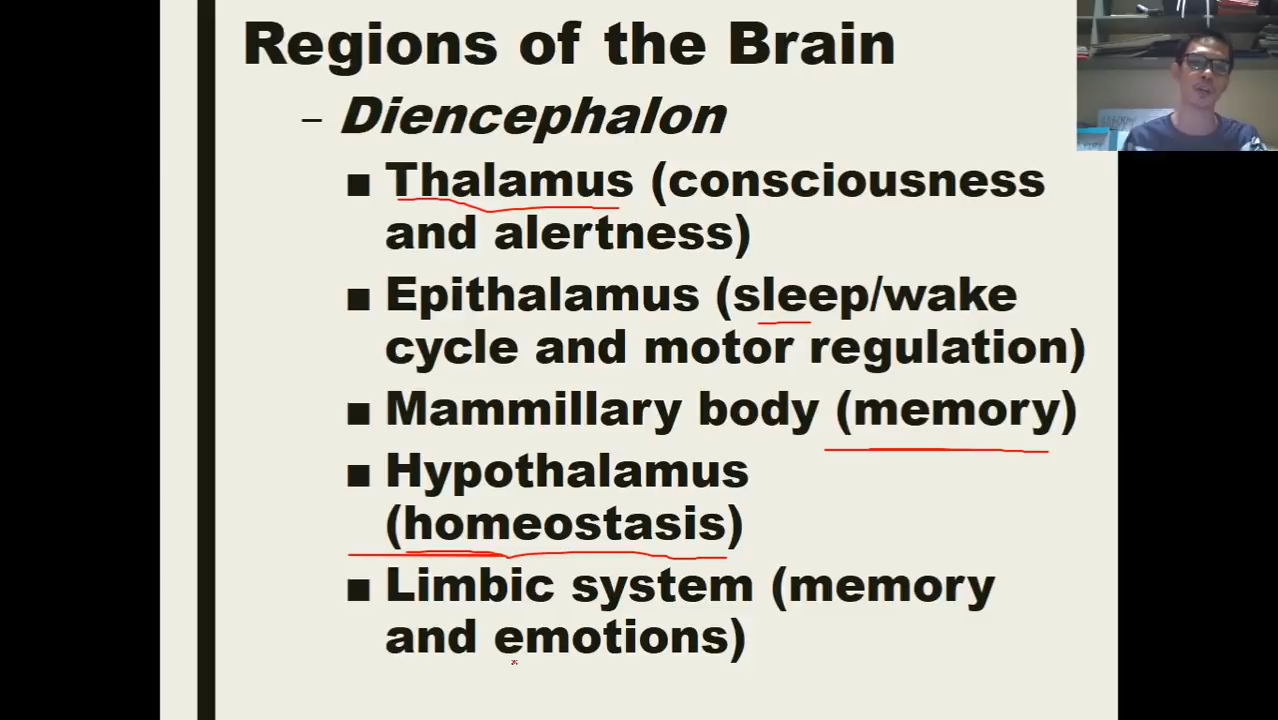 Regions of the Brain
– Diencephalon
■ Thalamus (consciousness
and alertness)
■ Epithalamus (sleep/wake
cycle and motor regulation)
■ Mammillary body (memory)
■ Hypothalamus
(homeostasis)
■ Limbic system (memory
and emotions)